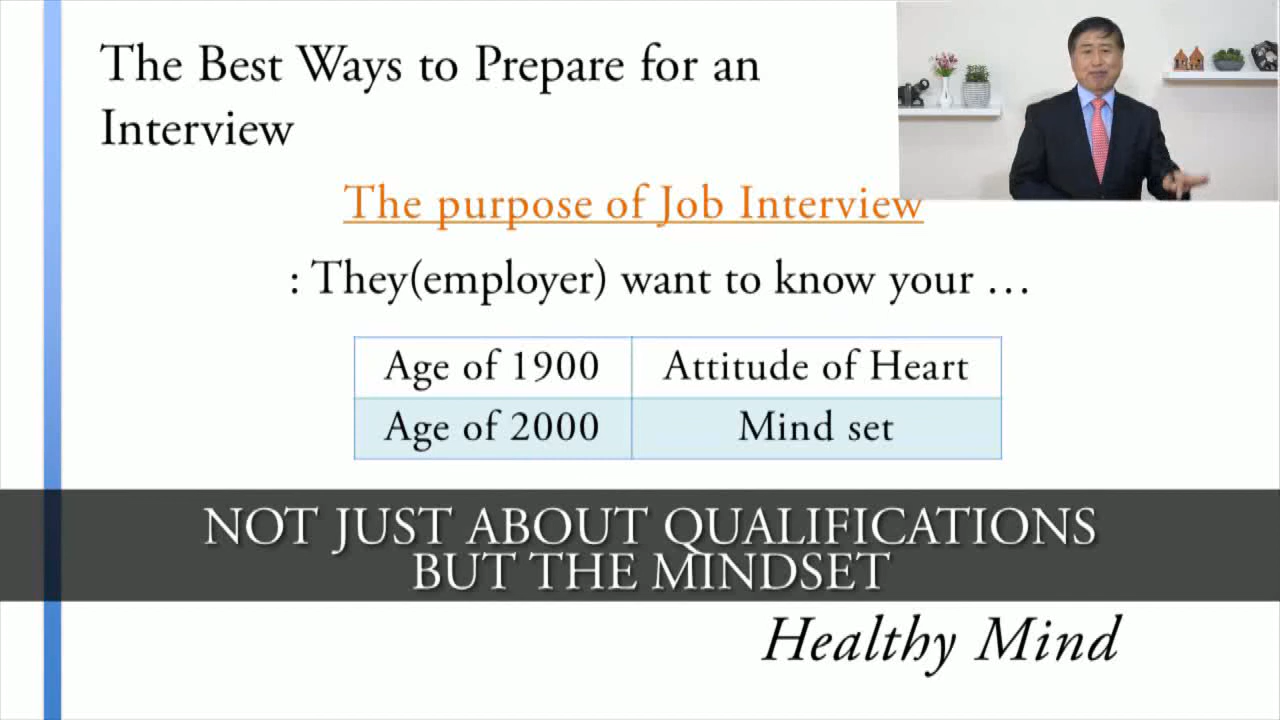 The Best Ways to Prepare for an
Interview
The purpose of Job Interview
: They(employer) want to know your …
Age of 1900 Attitude of Heart
Age of 2000 Mind set
NOT JUST ABOUT QUALIFICATIONS
BUT THE MINDSET
Healthy Mind